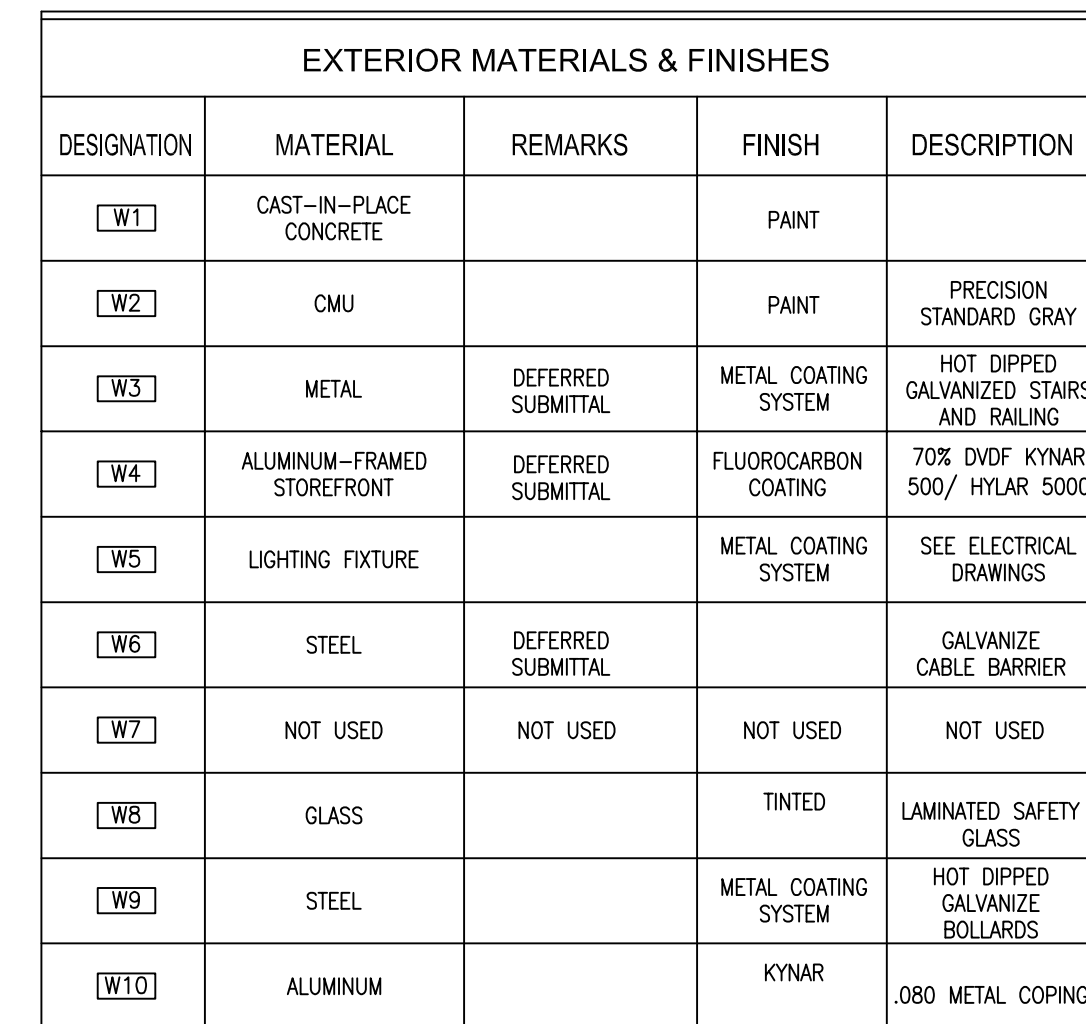 EXTERIOR MATERIALS & FINISHES
DESIGNATION MATERIAL REMARKS FINISH DESCRIPTION
W1
CAST-IN-PLACE
CONCRETE
PAINT
W2
CMU
PAINT
PRECISION
STANDARD GRAY
W3
METAL
DEFERRED
SUBMITTAL
METAL COATING
SYSTEM
HOT DIPPED
GALVANIZED STAIRS
AND RAILING
W4
ALUMINUM-FRAMED
STOREFRONT
DEFERRED
SUBMITTAL
FLUOROCARBON
COATING
70% DVDF KYNAR
500/ HYLAR 5000
W5
LIGHTING FIXTURE
METAL COATING
SYSTEM
SEE ELECTRICAL
DRAWINGS
W6
STEEL
DEFERRED
SUBMITTAL
GALVANIZE
CABLE BARRIER
W7
NOT USED
NOT USED
NOT USED
NOT USED
W8
GLASS
TINTED
LAMINATED SAFETY
GLASS
W9
STEEL
METAL COATING
SYSTEM
HOT DIPPED
GALVANIZE
BOLLARDS
W10
ALUMINUM
KYNAR
.080 METAL COPING